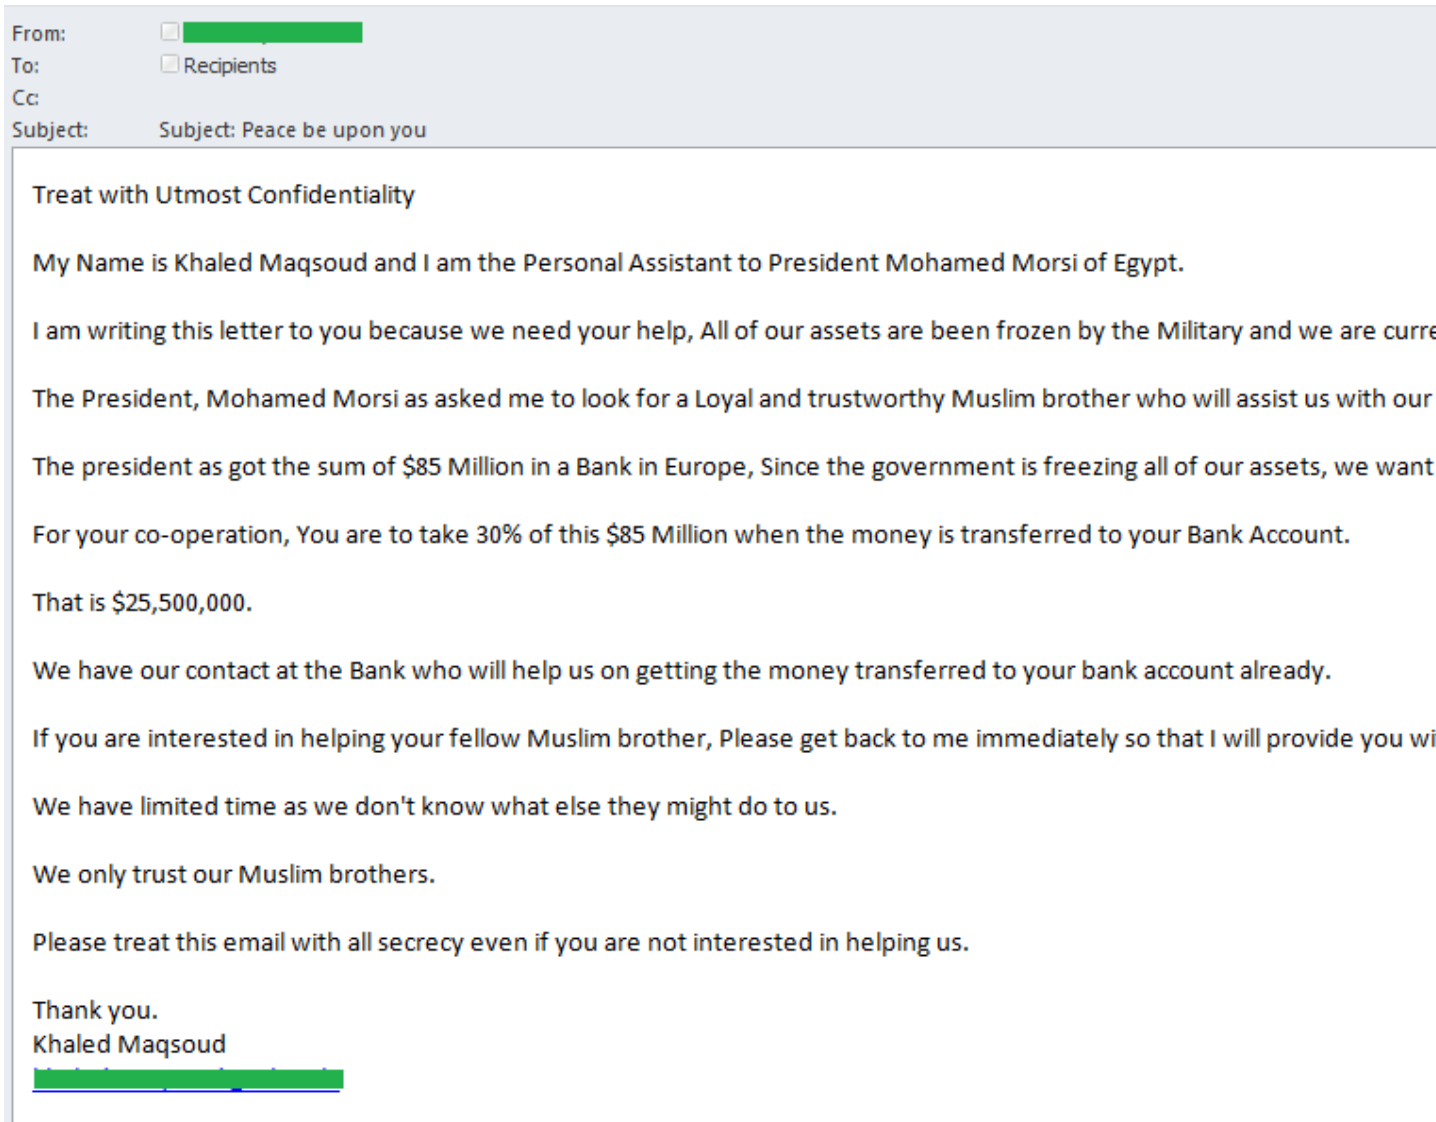 From:
To: Recipients
Cc:
Subject: Subject: Peace be upon you
Treat with Utmost Confidentiality
My Name is Khaled Maqsoud and I am the Personal Assistant to President Mohamed Morsi of Egypt.
I am writing this letter to you because we need your help, All of our assets are been frozen by the Military and we are curre
The President, Mohamed Morsi as asked me to look for a Loyal and trustworthy Muslim brother who will assist us with our
The president as got the sum of $85 Million in a Bank in Europe, Since the government is freezing all of our assets, we want
For your co-operation, You are to take 30% of this $85 Million when the money is transferred to your Bank Account.
That is $25,500,000.
We have our contact at the Bank who will help us on getting the money transferred to your bank account already.
If you are interested in helping your fellow Muslim brother, Please get back to me immediately so that I will provide you wi
We have limited time as we don't know what else they might do to us.
We only trust our Muslim brothers.
Please treat this email with all secrecy even if you are not interested in helping us.
Thank you.
Khaled Maqsoud